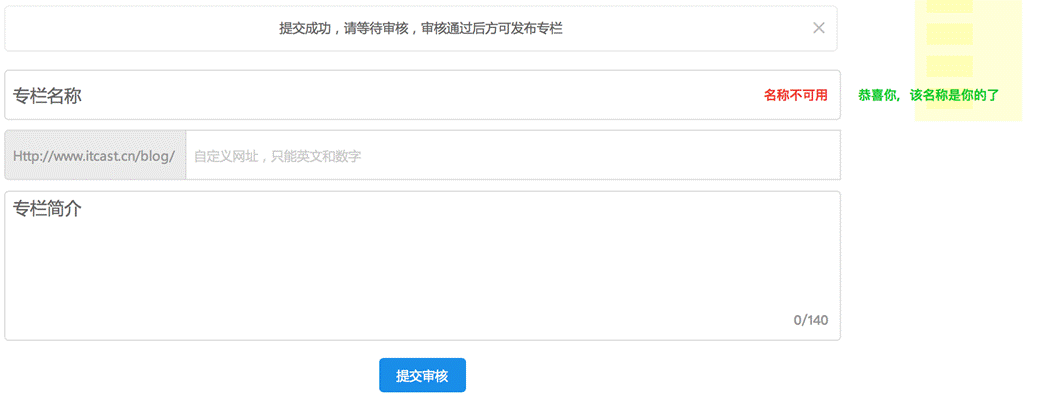 提交成功，请等待审核，审核通过后方可发布专栏
专栏名称 名称不可用 恭喜你，该名称是你的了
Http://www.itcast.cn/blog/ 自定义网址，只能英文和数字
专栏简介
0/140
提交审核